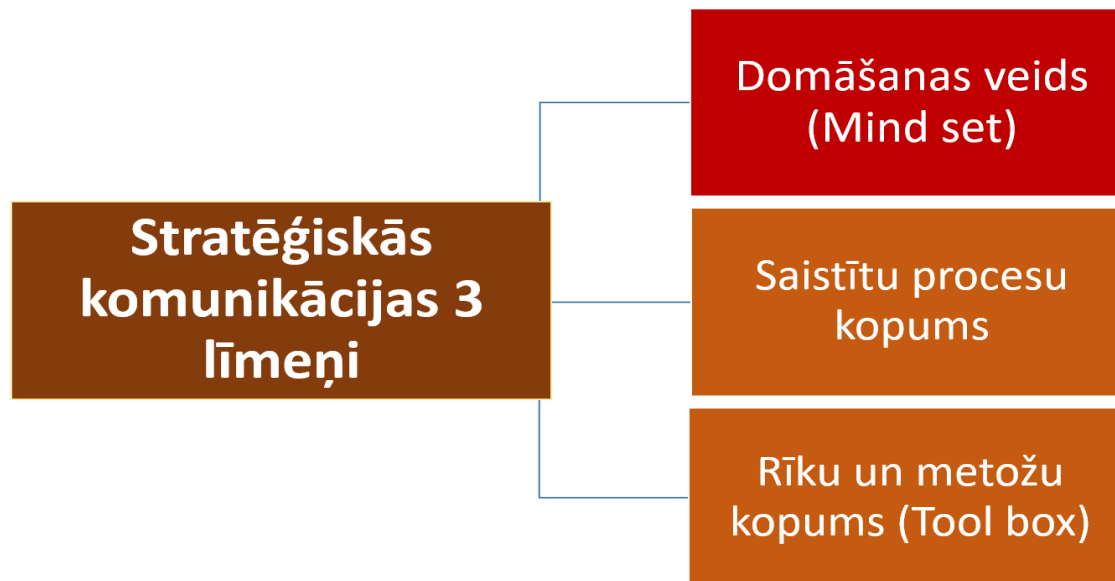 Domāšanas veids
(Mind set)
Stratēģiskās
komunikācijas 3
līmeņi
Saistītu procesu
kopums
Rīku un metožu
kopums (Tool box)